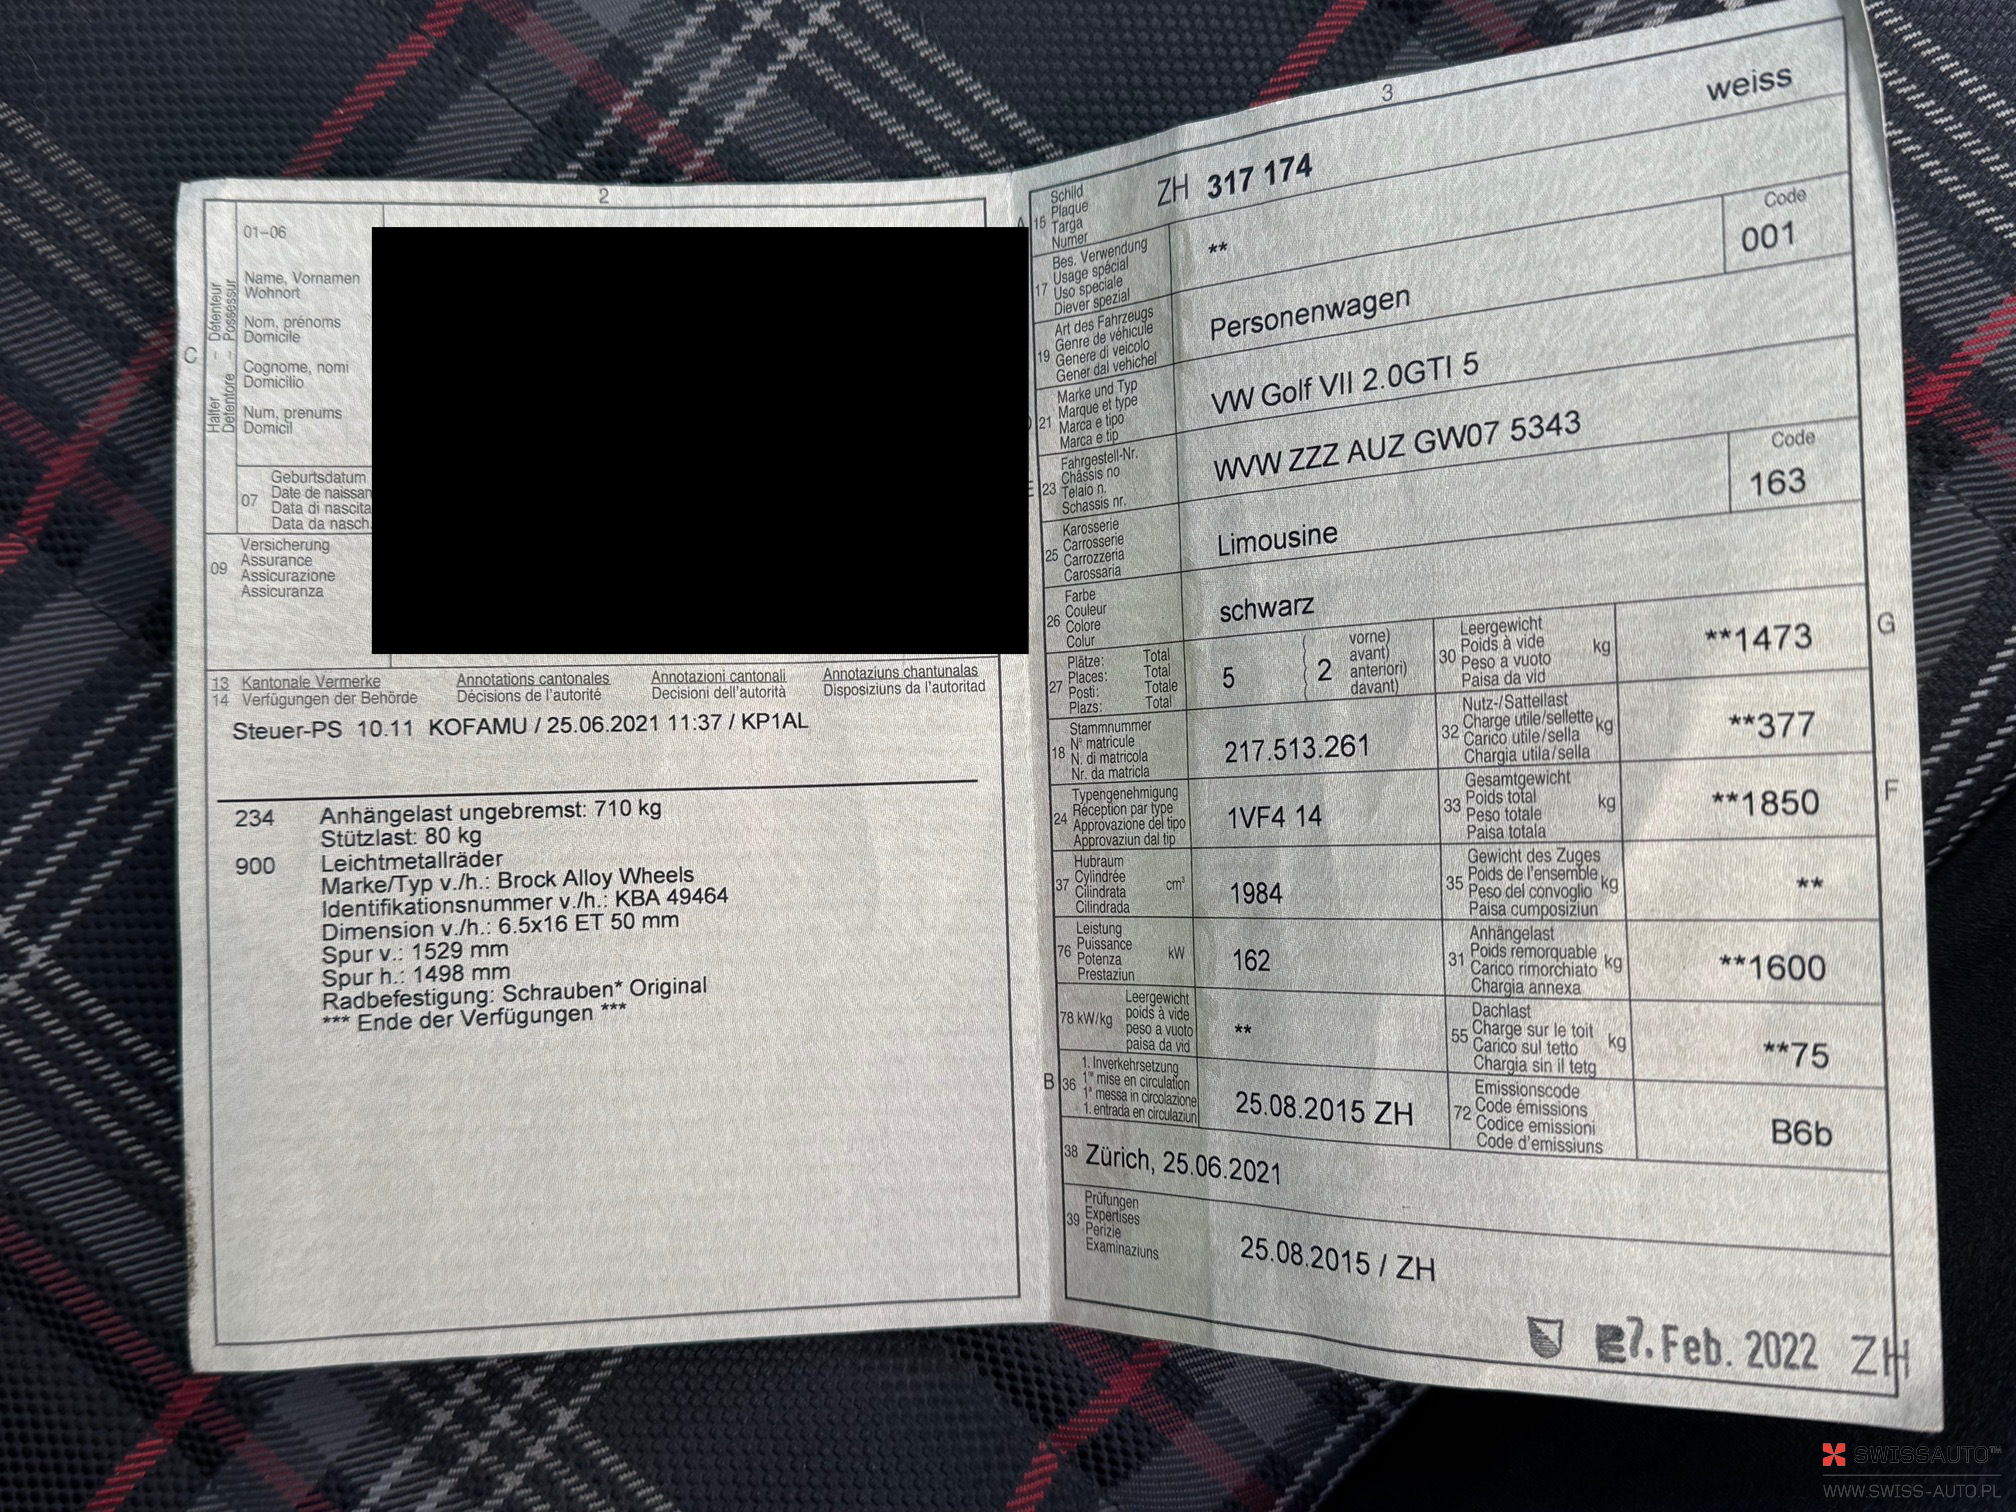 2
01–06
Name, Vornamen
Wohnort
Nom, prénoms
Domicile
Cognome, nomi
Domicilio
Num, prenums
Domicil
C
Halter – Détenteur
Detentore – Possessur
07
Geburtsdatum
Date de naissan
Data di nascita
Data da nasch.
09
Versicherung
Assurance
Assicurazione
Assicuranza
13 Kantonale Vermerke Annotations cantonales Annotazioni cantonali Annotaziuns chantunalas
14 Verfügungen der Behörde Décisions de l'autorité Decisioni dell'autorità Disposiziuns da l'autoritad
Steuer-PS 10.11 KOFAMU / 25.06.2021 11:37 / KP1AL
234 Anhängelast ungebremst: 710 kg
Stützlast: 80 kg
900 Leichtmetallräder
Marke/Typ v./h.: Brock Alloy Wheels
Identifikationsnummer v./h.: KBA 49464
Dimension v./h.: 6.5x16 ET 50 mm
Spur v.: 1529 mm
Spur h.: 1498 mm
Radbefestigung: Schrauben* Original
*** Ende der Verfügungen ***
3
A
15
Schild
Plaque
Targa
Numer
ZH 317 174
weiss
17
Bes. Verwendung
Usage spécial
Uso speciale
Diever spezial
**
Code
001
19
Art des Fahrzeugs
Genre de véhicule
Genere di veicolo
Gener dal vehichel
Personenwagen
21
Marke und Typ
Marque et type
Marca e tipo
Marca e tip
VW Golf VII 2.0GTI 5
E
23
Fahrgestell-Nr.
Châssis no
Telaio n.
Schassis nr.
WVW ZZZ AUZ GW07 5343
25
Karosserie
Carrosserie
Carrozzeria
Carossaria
Limousine
Code
163
26
Farbe
Couleur
Colore
Colur
schwarz
27
Plätze: Total
Places: Total
Posti: Totale
Plazs: Total
5
2
vorne)
avant)
anteriori)
davant)
30
Leergewicht
Poids à vide
Peso a vuoto
Paisa da vid
kg
**1473
G
18
Stammnummer
N° matricule
N. di matricola
Nr. da matricla
217.513.261
32
Nutz-/Sattellast
Charge utile/sellette
Carico utile/sella
Chargia utila/sella
kg
**377
24
Typengenehmigung
Réception par type
Approvazione del tipo
Approvaziun dal tip
1VF4 14
33
Gesamtgewicht
Poids total
Peso totale
Paisa totala
kg
**1850
F
37
Hubraum
Cylindrée
Cilindrata
Cilindrada
cm³
1984
35
Gewicht des Zuges
Poids de l'ensemble
Peso del convoglio
Paisa cumposiziun
kg
**
76
Leistung
Puissance
Potenza
Prestaziun
kW
162
31
Anhängelast
Poids remorquable
Carico rimorchiato
Chargia annexa
kg
**1600
78 kW/kg
Leergewicht
poids à vide
peso a vuoto
paisa da vid
**
55
Dachlast
Charge sur le toit
Carico sul tetto
Chargia sin il tetg
kg
**75
B
36
1. Inverkehrsetzung
1re mise en circulation
1a messa in circolazione
1. entrada en circulaziun
25.08.2015 ZH
72
Emissionscode
Code émissions
Codice emissioni
Code d'emissiuns
B6b
38 Zürich, 25.06.2021
39
Prüfungen
Expertises
Perizie
Examinaziuns
25.08.2015 / ZH
7. Feb. 2022 ZH
SWISSAUTO™
WWW.SWISS-AUTO.PL